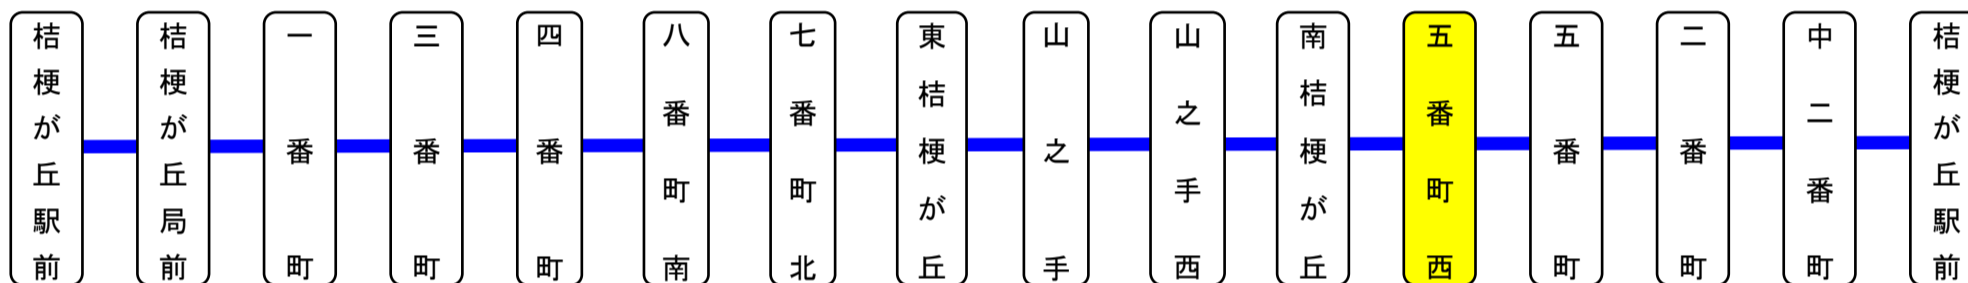 桔梗が丘駅前
桔梗が丘局前
一番町
三番町
四番町
八番町南
七番町北
東桔梗が丘
山之手
山之手西
南桔梗が丘
五番町西
五番町
二番町
中二番町
桔梗が丘駅前